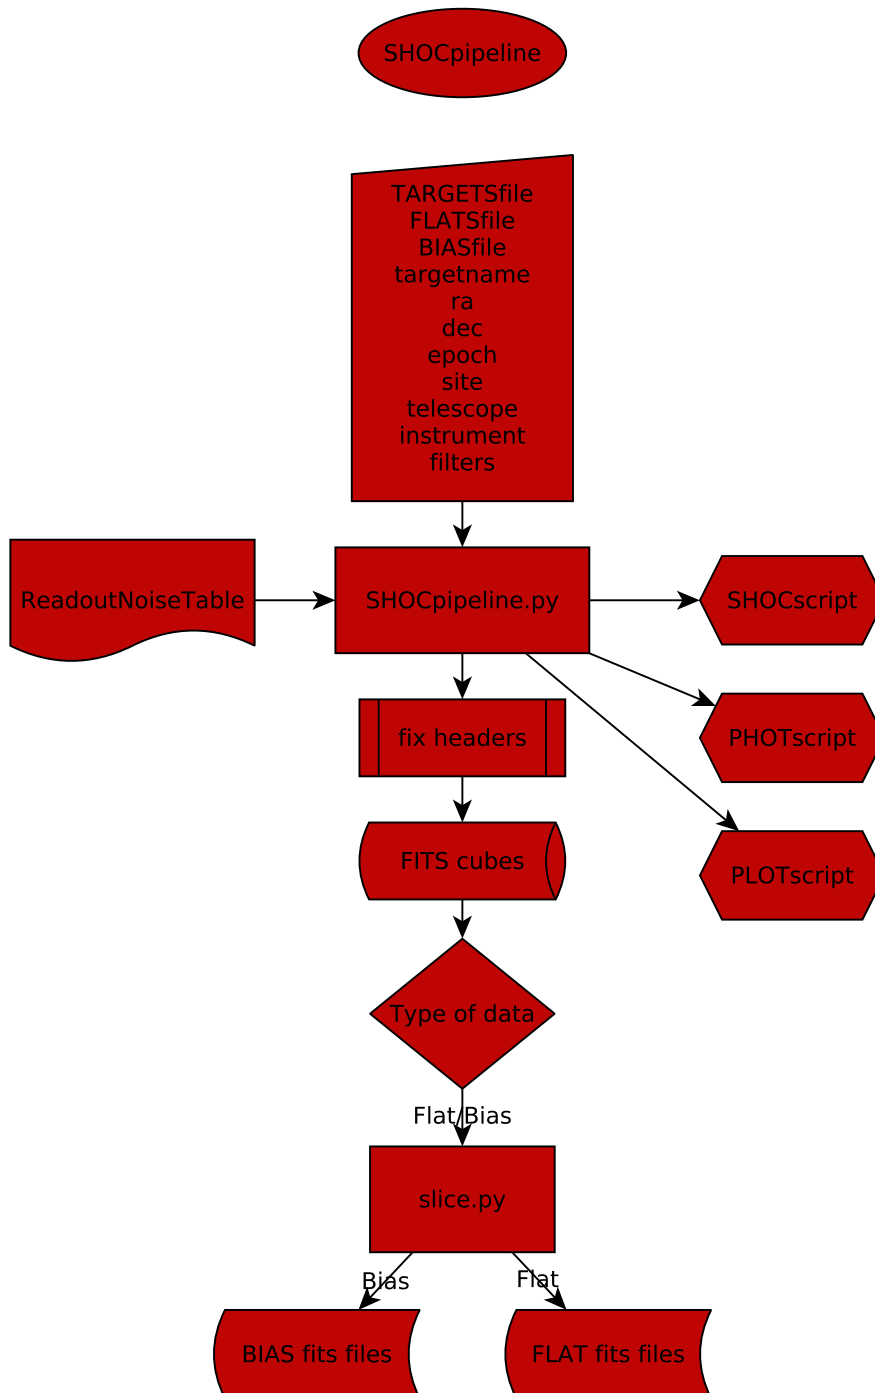 SHOCpipeline
TARGETSfile
FLATSfile
BIASfile
targetname
ra
dec
epoch
site
telescope
instrument
filters
ReadoutNoiseTable
SHOCpipeline.py
SHOCscript
fix headers
PHOTscript
FITS cubes
PLOTscript
Type of data
Flat/Bias
slice.py
Bias
Flat
BIAS fits files
FLAT fits files